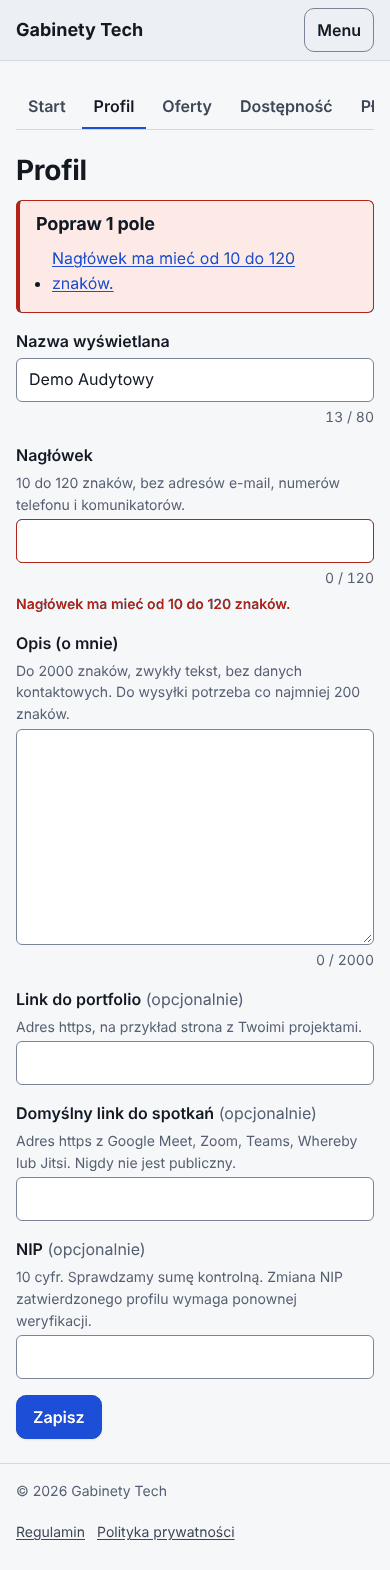 Gabinety Tech
Menu
Start Profil Oferty Dostępność Pł
Profil
Popraw 1 pole
Nagłówek ma mieć od 10 do 120
znaków.
Nazwa wyświetlana
Demo Audytowy
13 / 80
Nagłówek
10 do 120 znaków, bez adresów e-mail, numerów
telefonu i komunikatorów.
0 / 120
Nagłówek ma mieć od 10 do 120 znaków.
Opis (o mnie)
Do 2000 znaków, zwykły tekst, bez danych
kontaktowych. Do wysyłki potrzeba co najmniej 200
znaków.
0 / 2000
Link do portfolio (opcjonalnie)
Adres https, na przykład strona z Twoimi projektami.
Domyślny link do spotkań (opcjonalnie)
Adres https z Google Meet, Zoom, Teams, Whereby
lub Jitsi. Nigdy nie jest publiczny.
NIP (opcjonalnie)
10 cyfr. Sprawdzamy sumę kontrolną. Zmiana NIP
zatwierdzonego profilu wymaga ponownej
weryfikacji.
Zapisz
© 2026 Gabinety Tech
Regulamin Polityka prywatności